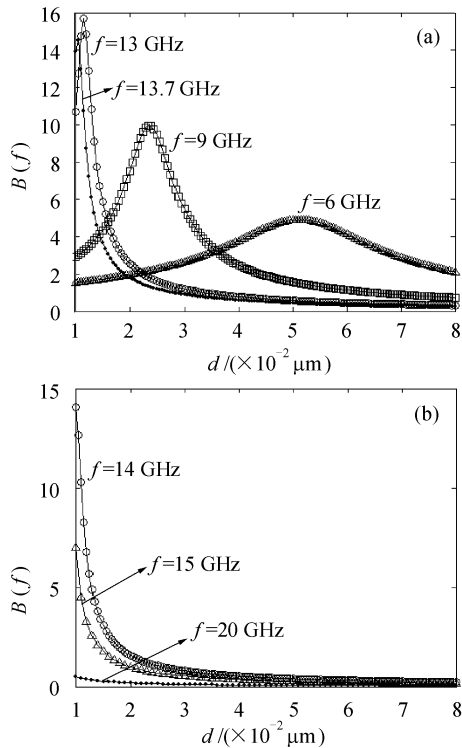 16
14
12
10
8
6
4
2
0
B (f)
(a)
f=13 GHz
f=13.7 GHz
f=9 GHz
f=6 GHz
1 2 3 4 5 6 7 8
d /(×10⁻² μm)
15
10
5
0
B (f)
(b)
f=14 GHz
f=15 GHz
f=20 GHz
1 2 3 4 5 6 7 8
d /(×10⁻² μm)